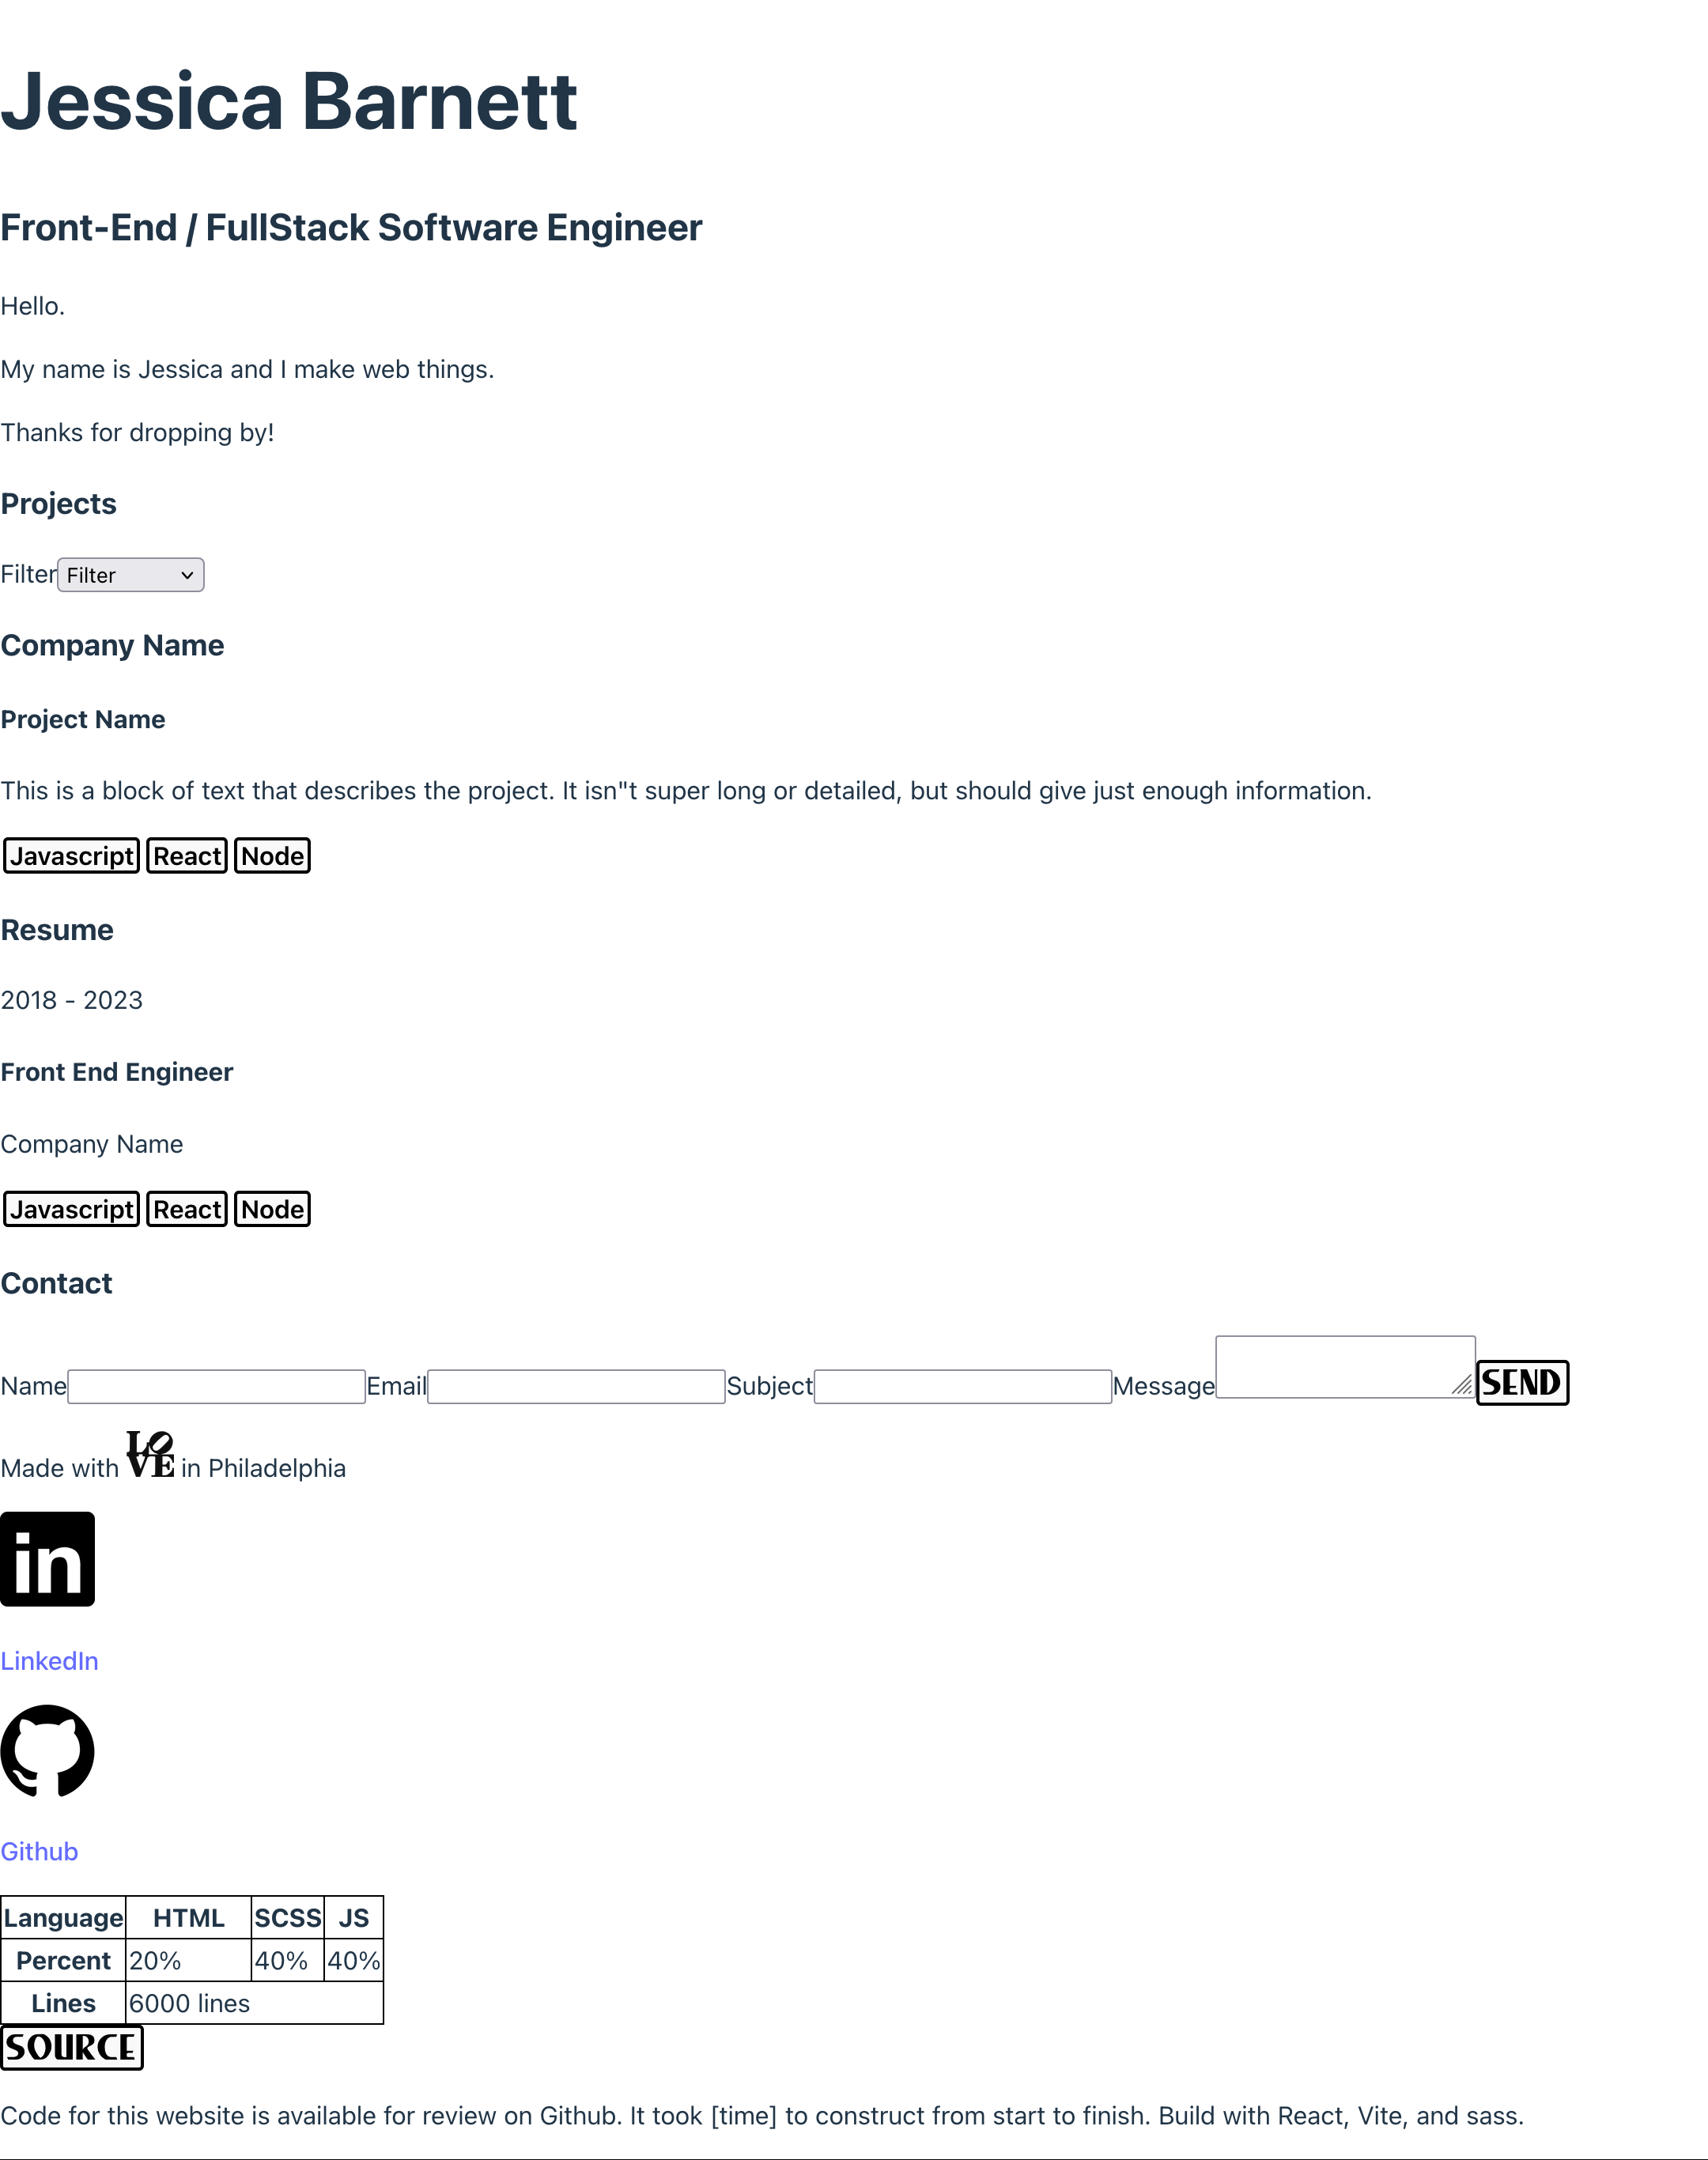 Jessica Barnett
Front-End / FullStack Software Engineer
Hello.
My name is Jessica and I make web things.
Thanks for dropping by!
Projects
Filter Filter
Company Name
Project Name
This is a block of text that describes the project. It isn"t super long or detailed, but should give just enough information.
Javascript React Node
Resume
2018 - 2023
Front End Engineer
Company Name
Javascript React Node
Contact
Name Email Subject Message SEND
Made with LOVE in Philadelphia
in
LinkedIn
Github
Language HTML SCSS JS
Percent 20% 40% 40%
Lines 6000 lines
SOURCE
Code for this website is available for review on Github. It took [time] to construct from start to finish. Build with React, Vite, and sass.